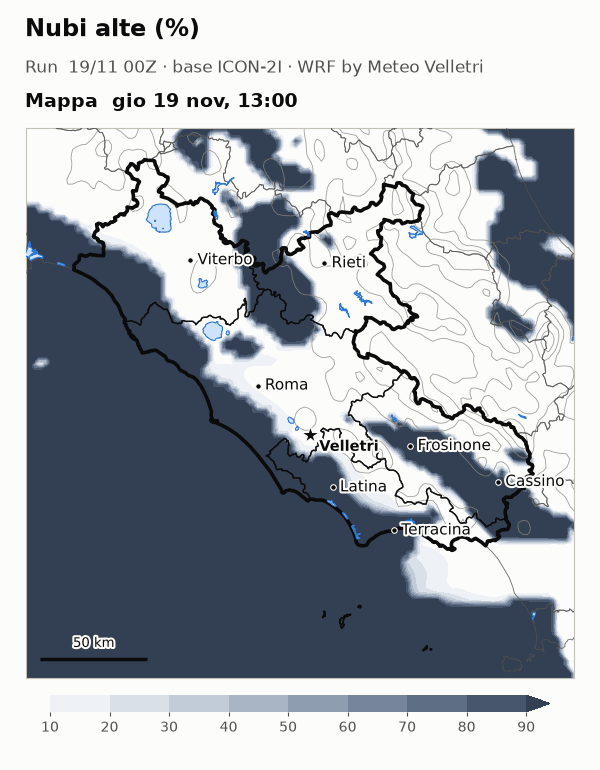 Nubi alte (%)
Run  19/11 00Z · base ICON-2I · WRF by Meteo Velletri
Mappa  gio 19 nov, 13:00
Viterbo
Rieti
Roma
Velletri
Frosinone
Cassino
Latina
Terracina
50 km
10 20 30 40 50 60 70 80 90